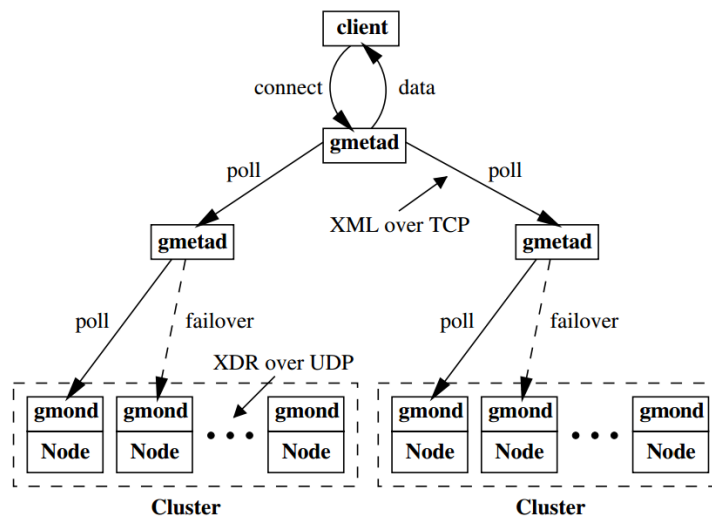 client
connect
data
gmetad
poll
poll
XML over TCP
gmetad
gmetad
poll
failover
poll
failover
XDR over UDP
gmond
gmond
gmond
gmond
gmond
gmond
Node
Node
Node
Node
Node
Node
Cluster
Cluster